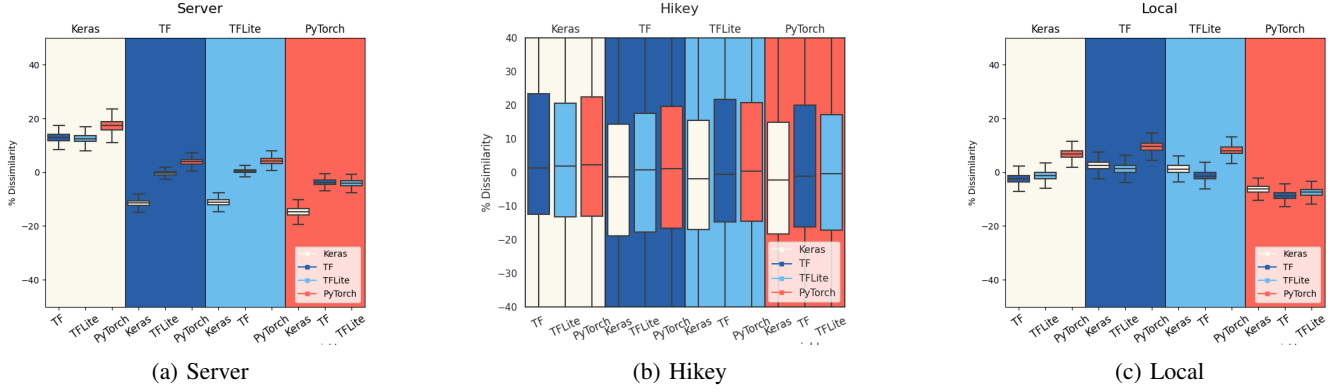 Server
Keras TF TFLite PyTorch
% Dissimilarity
40
20
0
−20
−40
Keras
TF
TFLite
PyTorch
TF TFLite PyTorch Keras TFLite PyTorch Keras TF PyTorch Keras TF TFLite
(a) Server
Hikey
Keras TF TFLite PyTorch
% Dissimilarity
40
30
20
10
0
−10
−20
−30
−40
Keras
TF
TFLite
PyTorch
TF TFLite PyTorch Keras TFLite PyTorch Keras TF PyTorch Keras TF TFLite
(b) Hikey
Local
Keras TF TFLite PyTorch
% Dissimilarity
40
20
0
−20
−40
Keras
TF
TFLite
PyTorch
TF TFLite PyTorch Keras TFLite PyTorch Keras TF PyTorch Keras TF TFLite
(c) Local